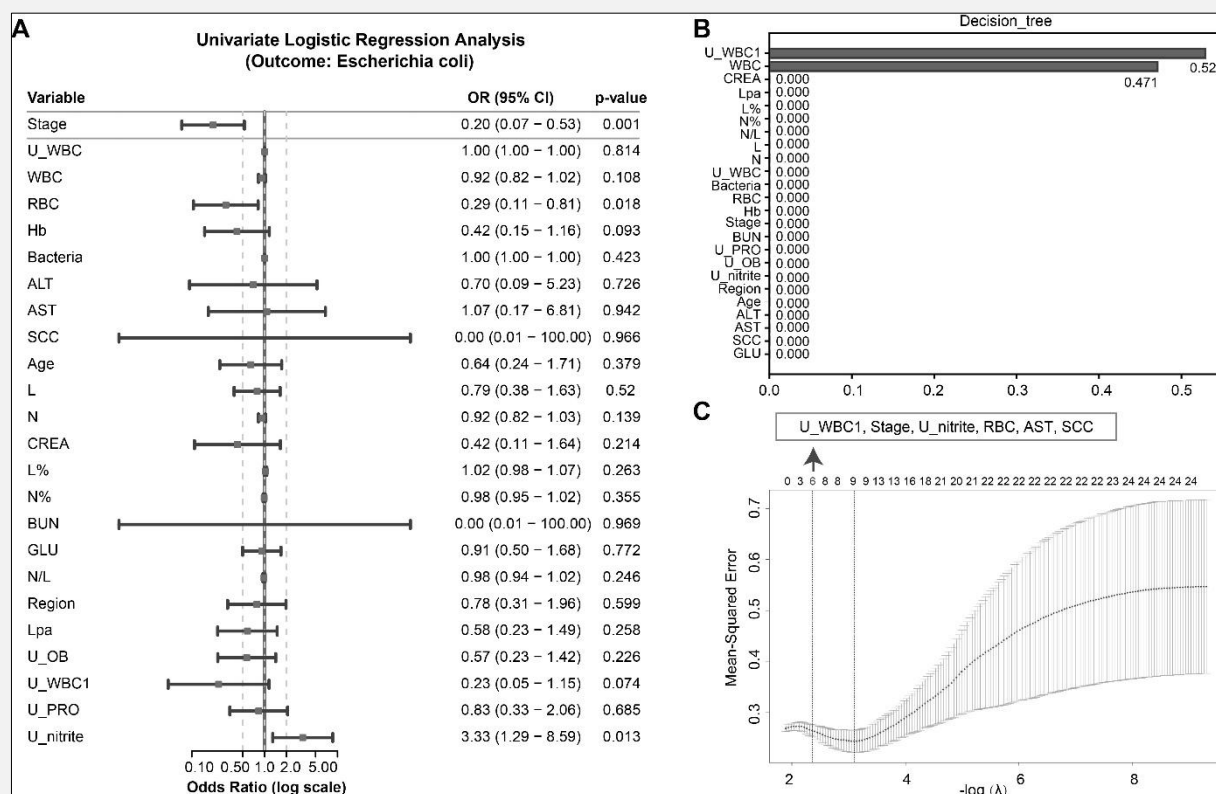 A
Univariate Logistic Regression Analysis
(Outcome: Escherichia coli)
Variable OR (95% CI) p-value
Stage 0.20 (0.07 − 0.53) 0.001
U_WBC 1.00 (1.00 − 1.00) 0.814
WBC 0.92 (0.82 − 1.02) 0.108
RBC 0.29 (0.11 − 0.81) 0.018
Hb 0.42 (0.15 − 1.16) 0.093
Bacteria 1.00 (1.00 − 1.00) 0.423
ALT 0.70 (0.09 − 5.23) 0.726
AST 1.07 (0.17 − 6.81) 0.942
SCC 0.00 (0.01 − 100.00) 0.966
Age 0.64 (0.24 − 1.71) 0.379
L 0.79 (0.38 − 1.63) 0.52
N 0.92 (0.82 − 1.03) 0.139
CREA 0.42 (0.11 − 1.64) 0.214
L% 1.02 (0.98 − 1.07) 0.263
N% 0.98 (0.95 − 1.02) 0.355
BUN 0.00 (0.01 − 100.00) 0.969
GLU 0.91 (0.50 − 1.68) 0.772
N/L 0.98 (0.94 − 1.02) 0.246
Region 0.78 (0.31 − 1.96) 0.599
Lpa 0.58 (0.23 − 1.49) 0.258
U_OB 0.57 (0.23 − 1.42) 0.226
U_WBC1 0.23 (0.05 − 1.15) 0.074
U_PRO 0.83 (0.33 − 2.06) 0.685
U_nitrite 3.33 (1.29 − 8.59) 0.013
0.10 0.50 1.0 2.0 5.00
Odds Ratio (log scale)
B
Decision_tree
U_WBC1 0.52
WBC 0.471
CREA 0.000
Lpa 0.000
L% 0.000
N% 0.000
N/L 0.000
L 0.000
N 0.000
U_WBC 0.000
Bacteria 0.000
RBC 0.000
Hb 0.000
Stage 0.000
BUN 0.000
U_PRO 0.000
U_OB 0.000
U_nitrite 0.000
Region 0.000
Age 0.000
ALT 0.000
AST 0.000
SCC 0.000
GLU 0.000
0.0 0.1 0.2 0.3 0.4 0.5
C
U_WBC1, Stage, U_nitrite, RBC, AST, SCC
0 3 6 8 8 9 9 13 13 16 18 21 20 21 22 22 22 22 22 22 22 23 24 24 24 24
Mean-Squared Error
0.7
0.6
0.5
0.4
0.3
2 4 6 8
-log (λ)